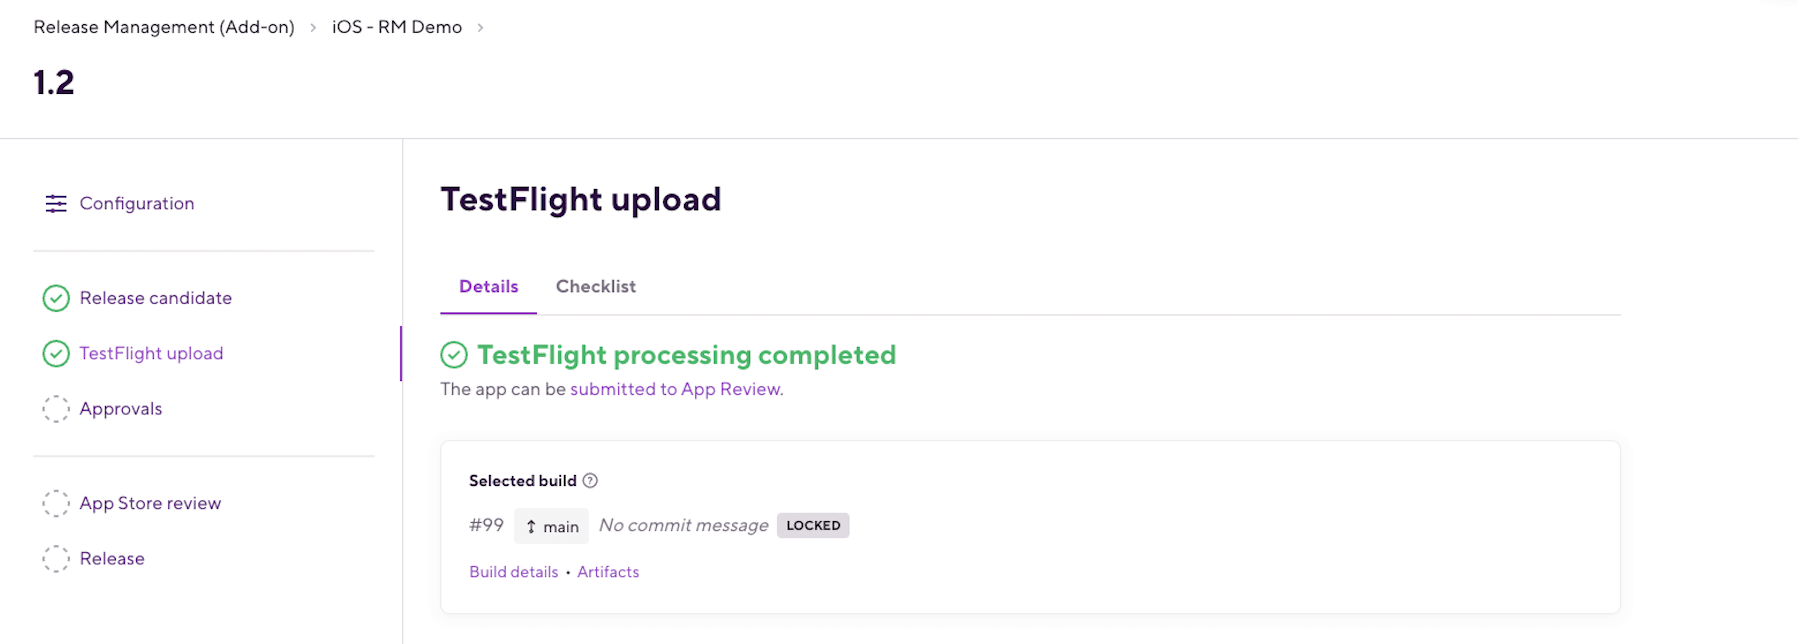 Release Management (Add-on) > iOS - RM Demo >
1.2
Configuration
Release candidate
TestFlight upload
Approvals
App Store review
Release
TestFlight upload
Details Checklist
TestFlight processing completed
The app can be submitted to App Review.
Selected build ?
#99 main No commit message LOCKED
Build details • Artifacts